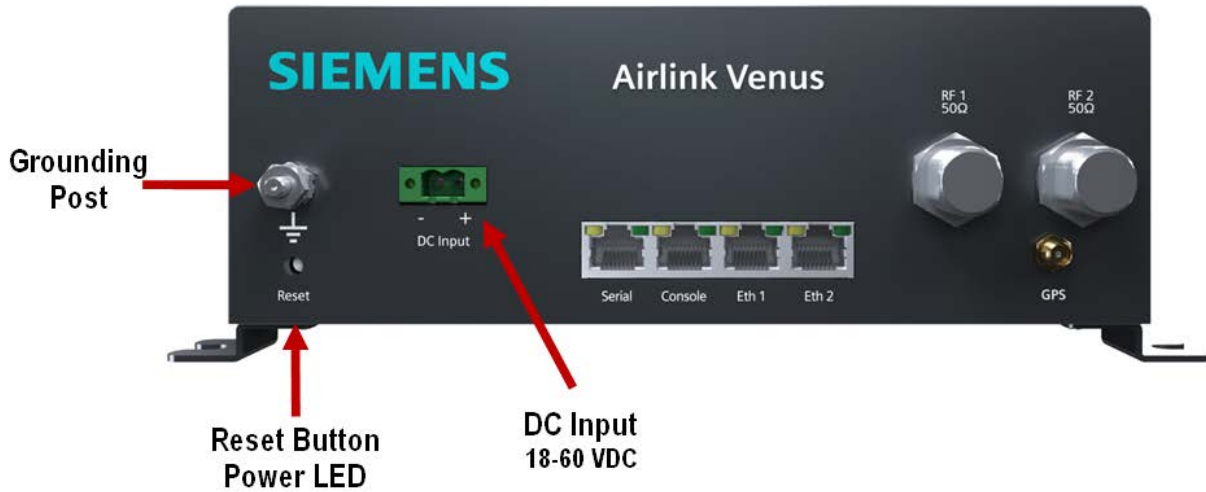 SIEMENS
Airlink Venus
RF 1
50Ω
RF 2
50Ω
Grounding
Post
- +
DC Input
Reset
Serial Console Eth 1 Eth 2
GPS
Reset Button
Power LED
DC Input
18-60 VDC